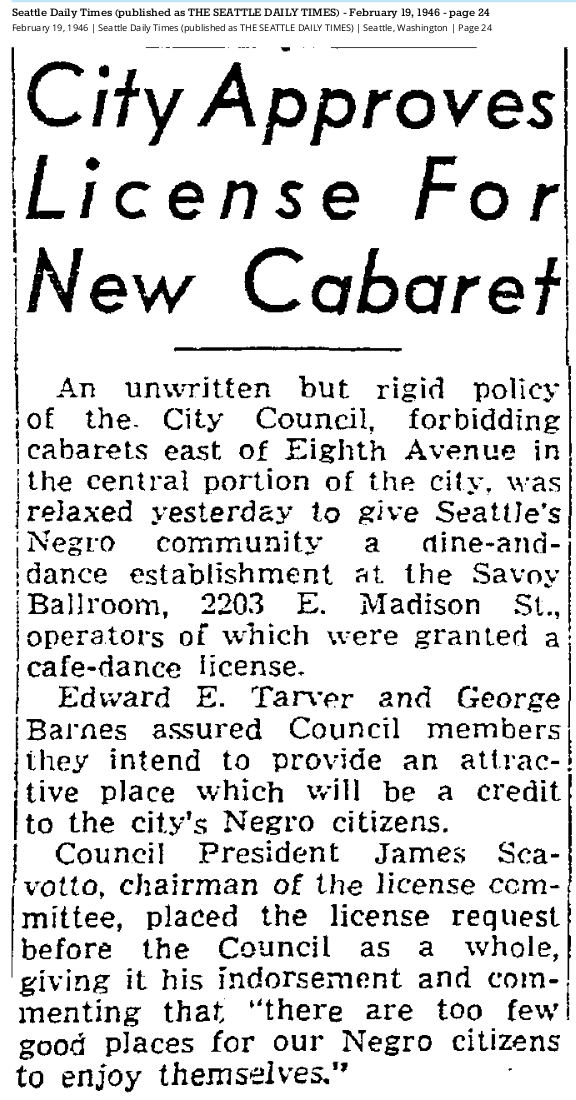 Seattle Daily Times (published as THE SEATTLE DAILY TIMES) - February 19, 1946 - page 24
February 19, 1946 | Seattle Daily Times (published as THE SEATTLE DAILY TIMES) | Seattle, Washington | Page 24
City Approves
License For
New Cabaret
An unwritten but rigid policy
of the City Council, forbidding
cabarets east of Eighth Avenue in
the central portion of the city, was
relaxed yesterday to give Seattle's
Negro community a dine-and-
dance establishment at the Savoy
Ballroom, 2203 E. Madison St.,
operators of which were granted a
cafe-dance license.
Edward E. Tarver and George
Barnes assured Council members
they intend to provide an attrac-
tive place which will be a credit
to the city's Negro citizens.
Council President James Sca-
votto, chairman of the license com-
mittee, placed the license request
before the Council as a whole,
giving it his indorsement and com-
menting that "there are too few
good places for our Negro citizens
to enjoy themselves."